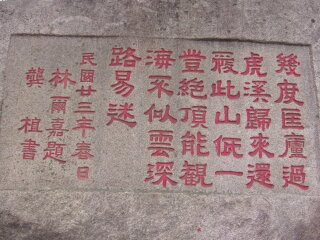 幾度匡廬過
虎溪歸來還
覆此山低一
豈絕頂能觀
海不似雲深
路易迷
民國廿三年春日
林爾嘉題
龔植書